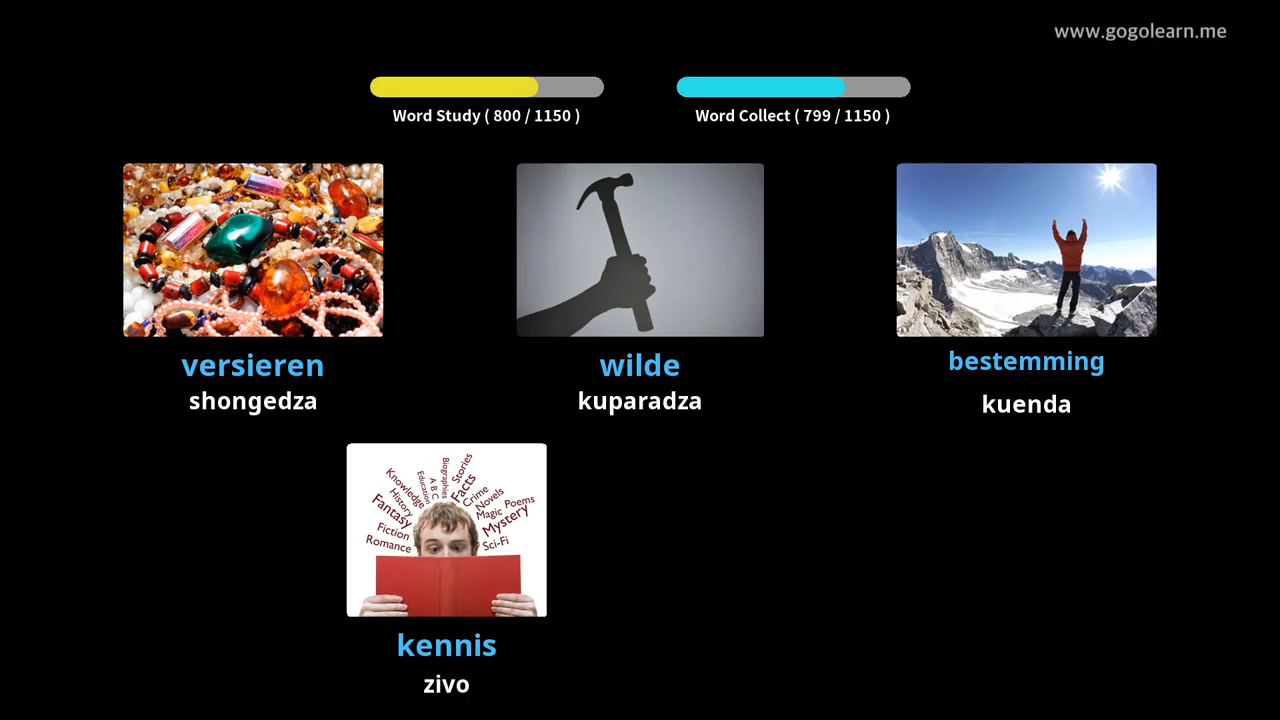 www.gogolearn.me
Word Study ( 800 / 1150 )
Word Collect ( 799 / 1150 )
versieren
shongedza
wilde
kuparadza
bestemming
kuenda
Knowledge
History
Fantasy
Fiction
Romance
Education
A B C
Biographies
Stories
Facts
Crime
Novels
Magic
Poems
Mystery
Sci-Fi
kennis
zivo